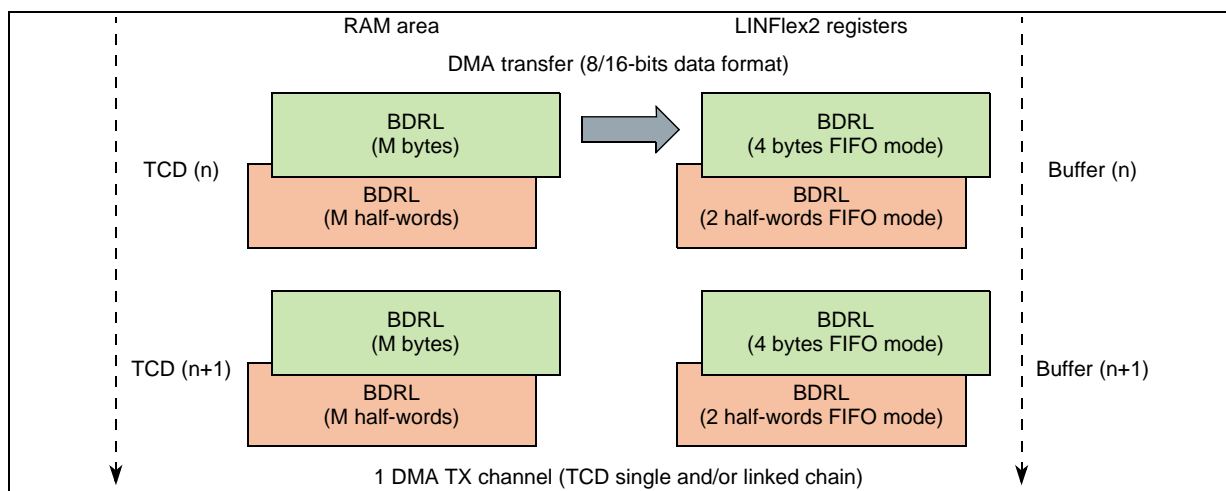 RAM area
LINFlex2 registers
DMA transfer (8/16-bits data format)
TCD (n)
BDRL
(M bytes)
BDRL
(M half-words)
BDRL
(4 bytes FIFO mode)
BDRL
(2 half-words FIFO mode)
Buffer (n)
TCD (n+1)
BDRL
(M bytes)
BDRL
(M half-words)
BDRL
(4 bytes FIFO mode)
BDRL
(2 half-words FIFO mode)
Buffer (n+1)
1 DMA TX channel (TCD single and/or linked chain)